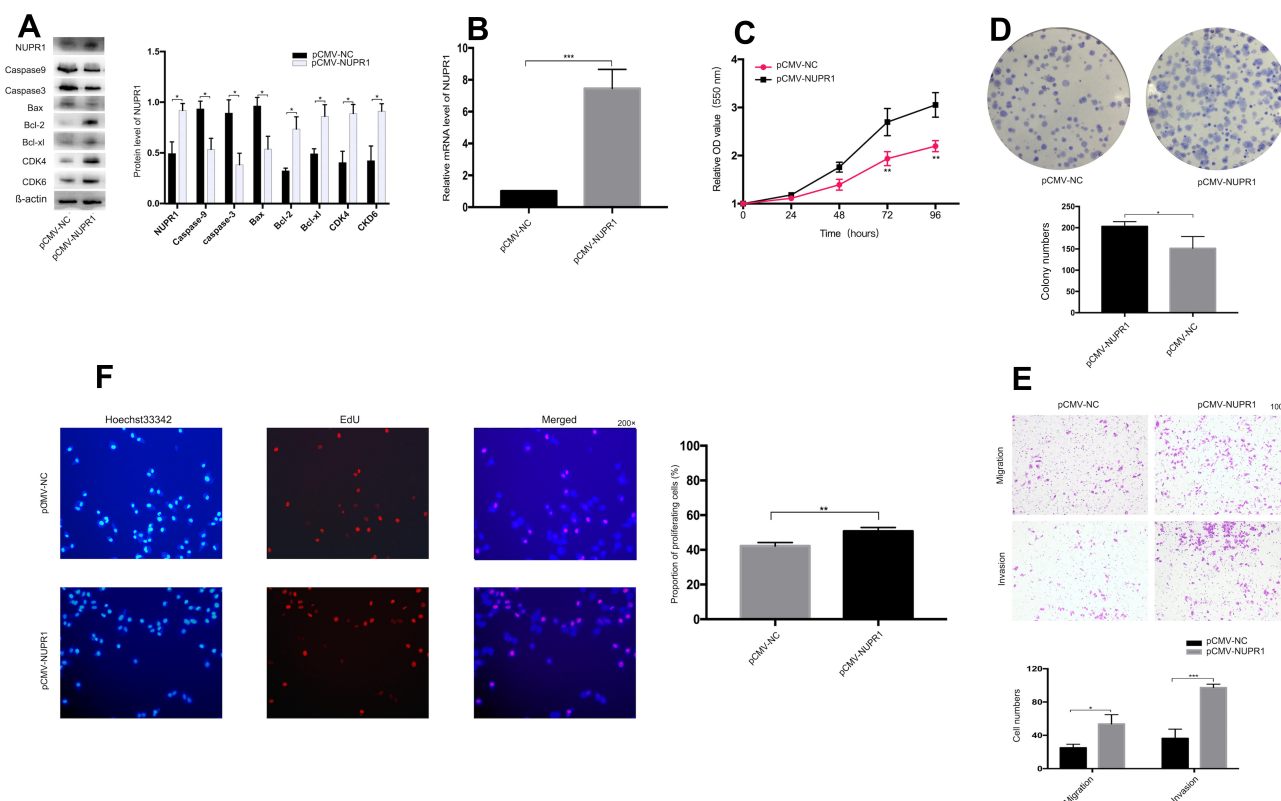 A
NUPR1
Caspase9
Caspase3
Bax
Bcl-2
Bcl-xl
CDK4
CDK6
ß-actin
pCMV-NC
pCMV-NUPR1
pCMV-NC
pCMV-NUPR1
Protein level of NUPR1
1.5
1.0
0.5
0.0
* * * * * * * *
NUPR1
Caspase-9
caspase-3
Bax
Bcl-2
Bcl-xl
CDK4
CKD6
B
Relative mRNA level of NUPR1
10
8
6
4
2
0
***
pCMV-NC
pCMV-NUPR1
C
Relative OD value (550 nm)
4
3
2
1
pCMV-NC
pCMV-NUPR1
**
**
0 24 48 72 96
Time (hours)
D
pCMV-NC
pCMV-NUPR1
Colony numbers
250
200
150
100
50
0
*
pCMV-NUPR1
pCMV-NC
F
Hoechst33342
EdU
Merged
200×
pCMV-NC
pCMV-NUPR1
Proportion of proliferating cells (%)
100
80
60
40
20
0
**
pCMV-NC
pCMV-NUPR1
E
pCMV-NC
pCMV-NUPR1
100
Migration
Invasion
pCMV-NC
pCMV-NUPR1
Cell numbers
120
80
40
0
*
***
Migration
Invasion